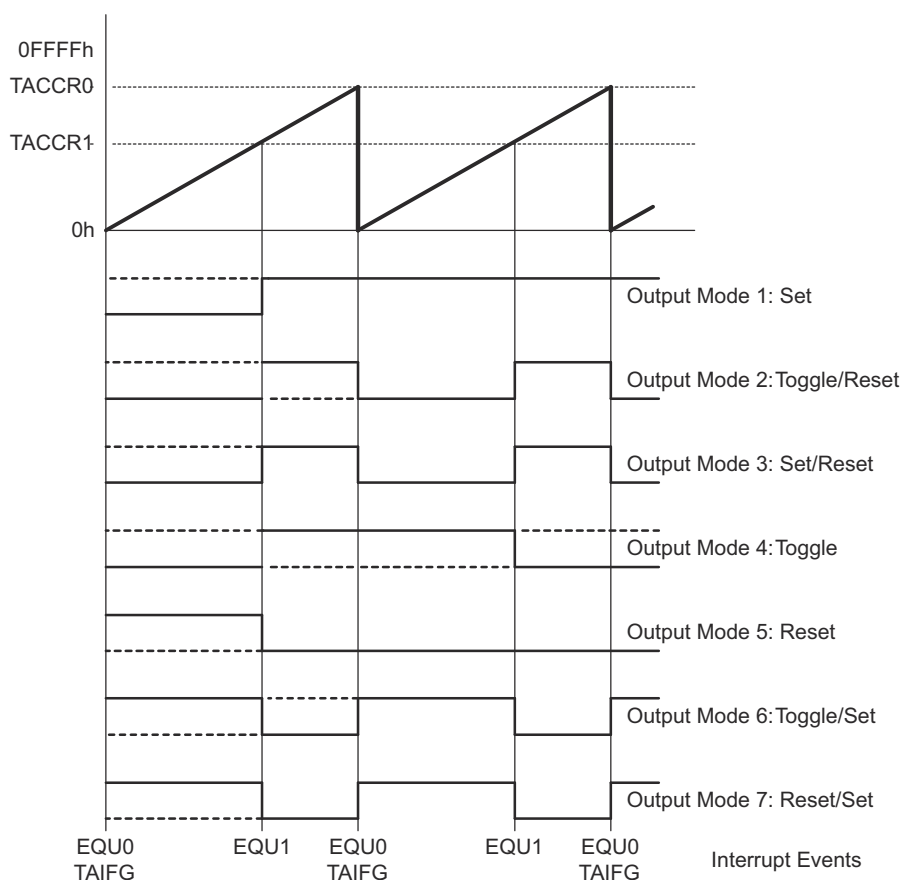 0FFFFh
TACCR0
TACCR1
0h
Output Mode 1: Set
Output Mode 2:Toggle/Reset
Output Mode 3: Set/Reset
Output Mode 4:Toggle
Output Mode 5: Reset
Output Mode 6:Toggle/Set
Output Mode 7: Reset/Set
EQU0 EQU1 EQU0 EQU1 EQU0 Interrupt Events
TAIFG TAIFG TAIFG